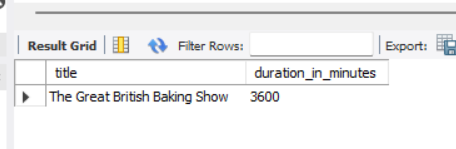 Result Grid Filter Rows: Export:
title duration_in_minutes
The Great British Baking Show 3600